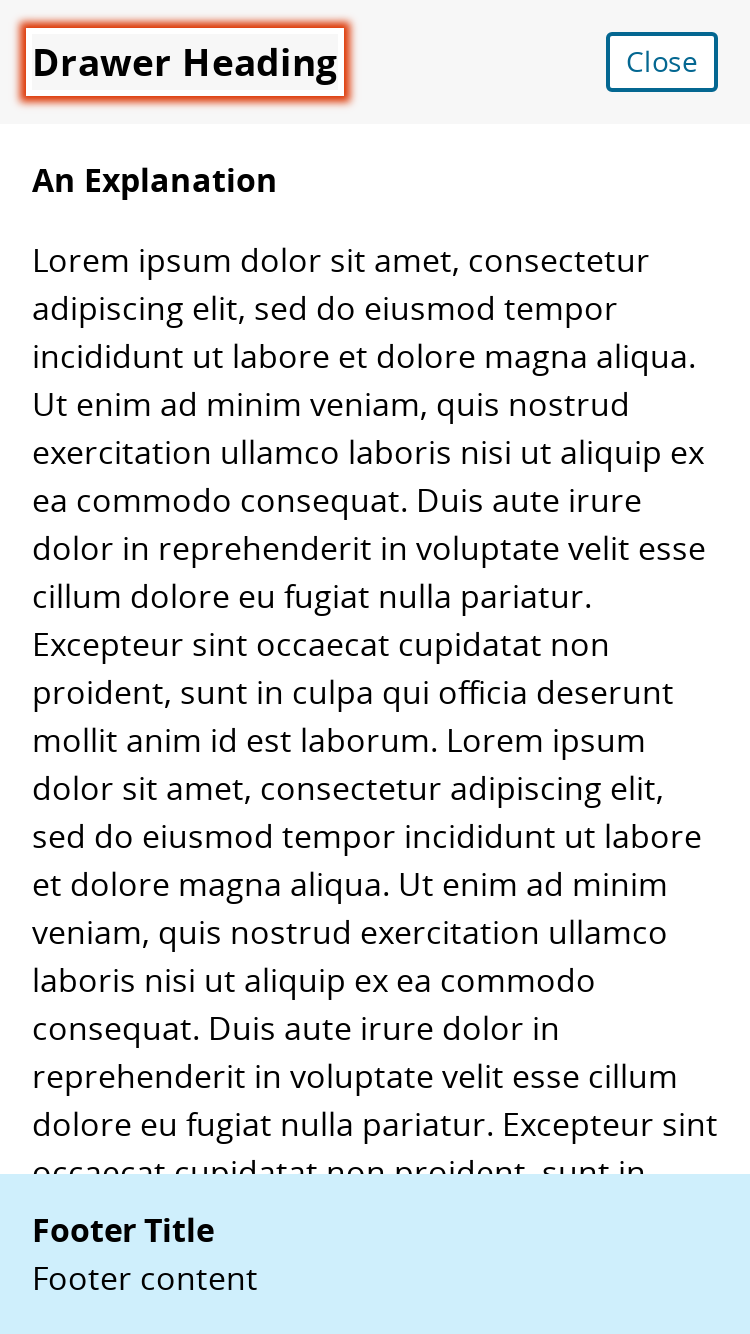 Drawer Heading
Close
An Explanation
Lorem ipsum dolor sit amet, consectetur
adipiscing elit, sed do eiusmod tempor
incididunt ut labore et dolore magna aliqua.
Ut enim ad minim veniam, quis nostrud
exercitation ullamco laboris nisi ut aliquip ex
ea commodo consequat. Duis aute irure
dolor in reprehenderit in voluptate velit esse
cillum dolore eu fugiat nulla pariatur.
Excepteur sint occaecat cupidatat non
proident, sunt in culpa qui officia deserunt
mollit anim id est laborum. Lorem ipsum
dolor sit amet, consectetur adipiscing elit,
sed do eiusmod tempor incididunt ut labore
et dolore magna aliqua. Ut enim ad minim
veniam, quis nostrud exercitation ullamco
laboris nisi ut aliquip ex ea commodo
consequat. Duis aute irure dolor in
reprehenderit in voluptate velit esse cillum
dolore eu fugiat nulla pariatur. Excepteur sint
occaecat cupidatat non proident, sunt in
Footer Title
Footer content